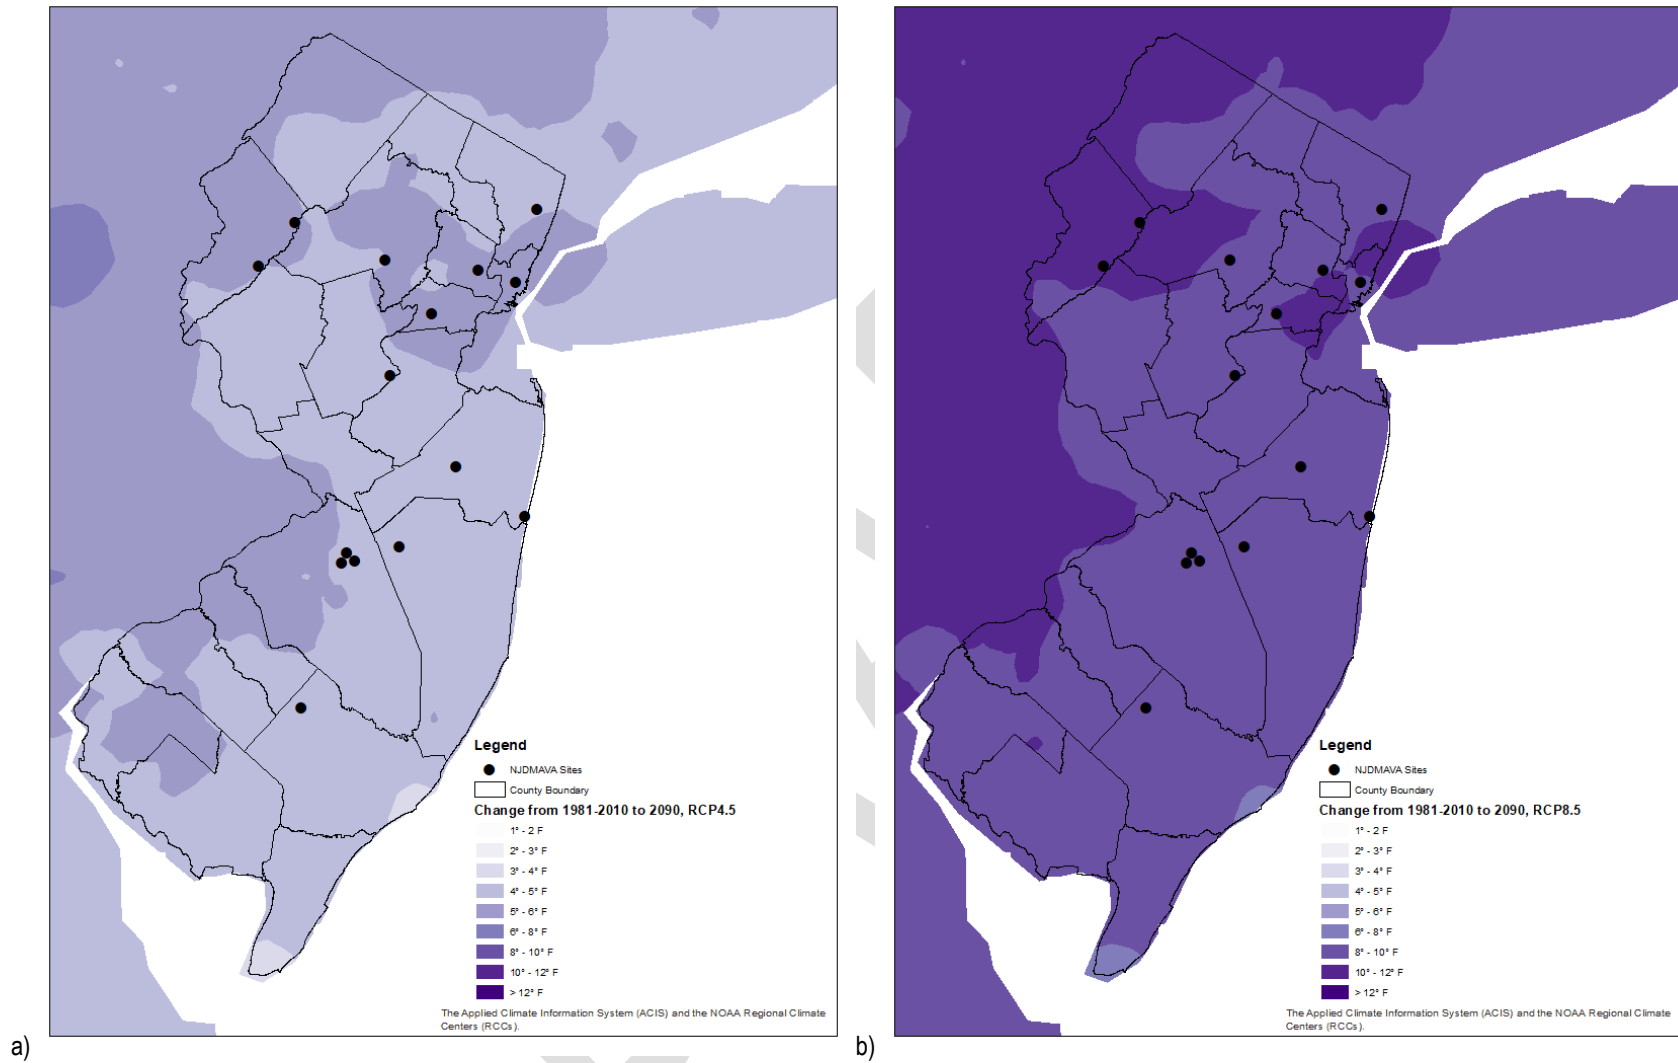 Legend
NJDMAVA Sites
County Boundary
Change from 1981-2010 to 2090, RCP4.5
1° - 2 F
2° - 3° F
3° - 4° F
4° - 5° F
5° - 6° F
6° - 8° F
8° - 10° F
10° - 12° F
> 12° F
The Applied Climate Information System (ACIS) and the NOAA Regional Climate
Centers (RCCs).
a)
Legend
NJDMAVA Sites
County Boundary
Change from 1981-2010 to 2090, RCP8.5
1° - 2 F
2° - 3° F
3° - 4° F
4° - 5° F
5° - 6° F
6° - 8° F
8° - 10° F
10° - 12° F
> 12° F
The Applied Climate Information System (ACIS) and the NOAA Regional Climate
Centers (RCCs).
b)